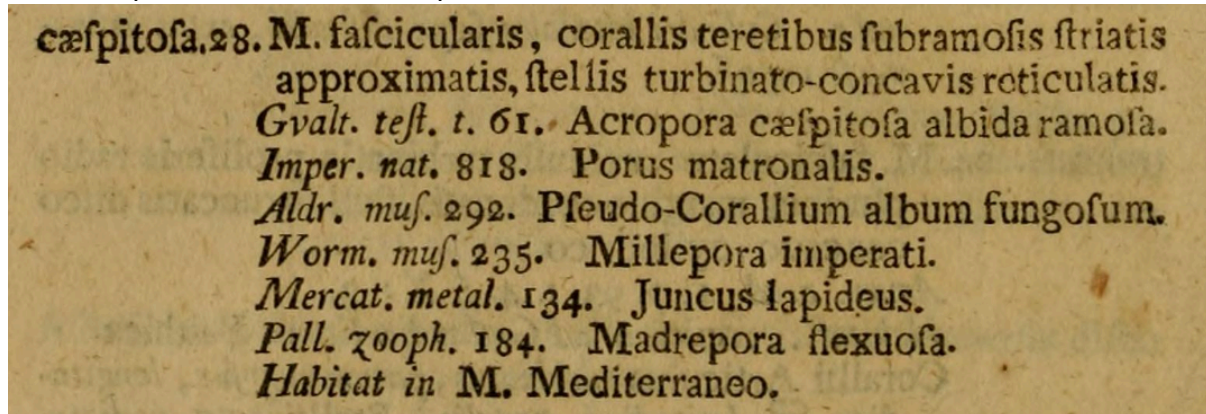 cæſpitoſa.28. M. faſcicularis, corallis teretibus ſubramoſis ſtriatis
approximatis, ſtellis turbinato-concavis reticulatis.
Gvalt. teſt. t. 61. Acropora cæſpitoſa albida ramoſa.
Imper. nat. 818. Porus matronalis.
Aldr. muſ. 292. Pſeudo-Corallium album fungoſum.
Worm. muſ. 235. Millepora imperati.
Mercat. metal. 134. Juncus lapideus.
Pall. zooph. 184. Madrepora flexuoſa.
Habitat in M. Mediterraneo.